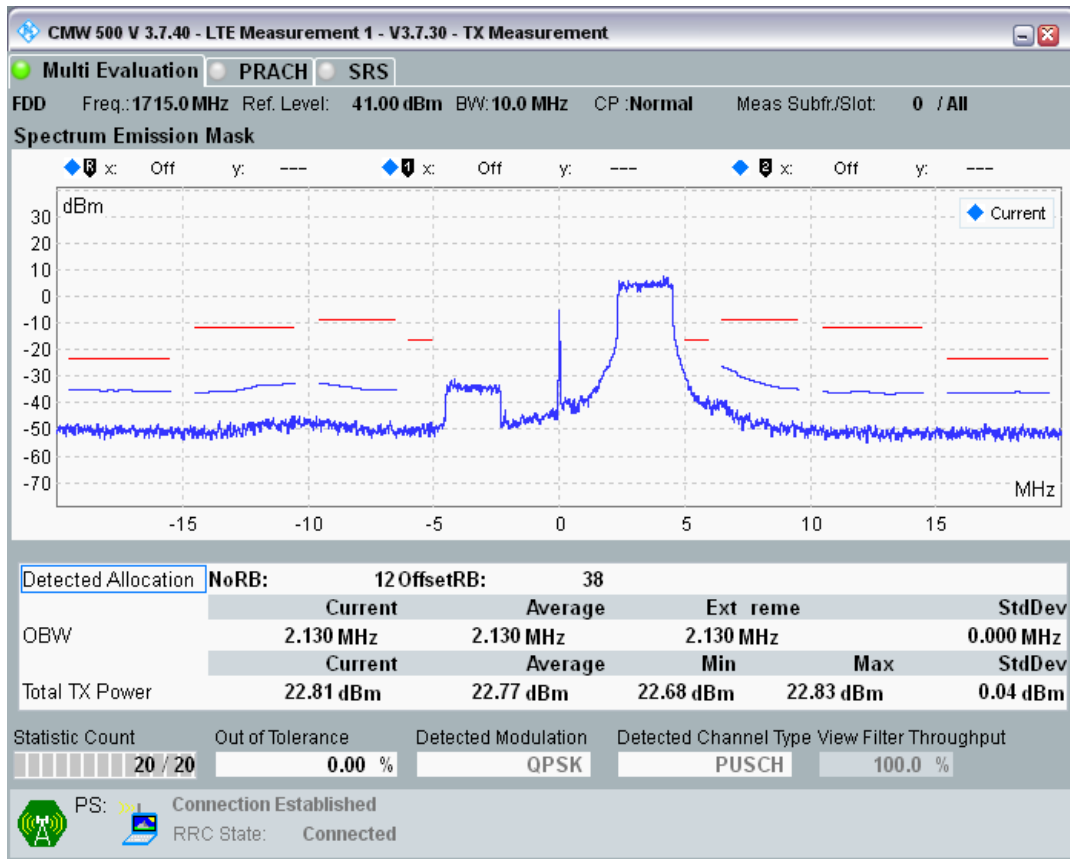 CMW 500 V 3.7.40 - LTE Measurement 1 - V3.7.30 - TX Measurement
Multi Evaluation PRACH SRS
FDD Freq.: 1715.0 MHz Ref. Level: 41.00 dBm BW: 10.0 MHz CP : Normal Meas Subfr./Slot: 0 / All
Spectrum Emission Mask
R x: Off y: --- 1 x: Off y: --- 2 x: Off y: ---
dBm
Current
30
20
10
0
-10
-20
-30
-40
-50
-60
-70
MHz
-15 -10 -5 0 5 10 15
Detected Allocation NoRB: 12 OffsetRB: 38
Current Average Ext reme StdDev
OBW 2.130 MHz 2.130 MHz 2.130 MHz 0.000 MHz
Current Average Min Max StdDev
Total TX Power 22.81 dBm 22.77 dBm 22.68 dBm 22.83 dBm 0.04 dBm
Statistic Count Out of Tolerance Detected Modulation Detected Channel Type View Filter Throughput
20 / 20 0.00 % QPSK PUSCH 100.0 %
PS: Connection Established
RRC State: Connected